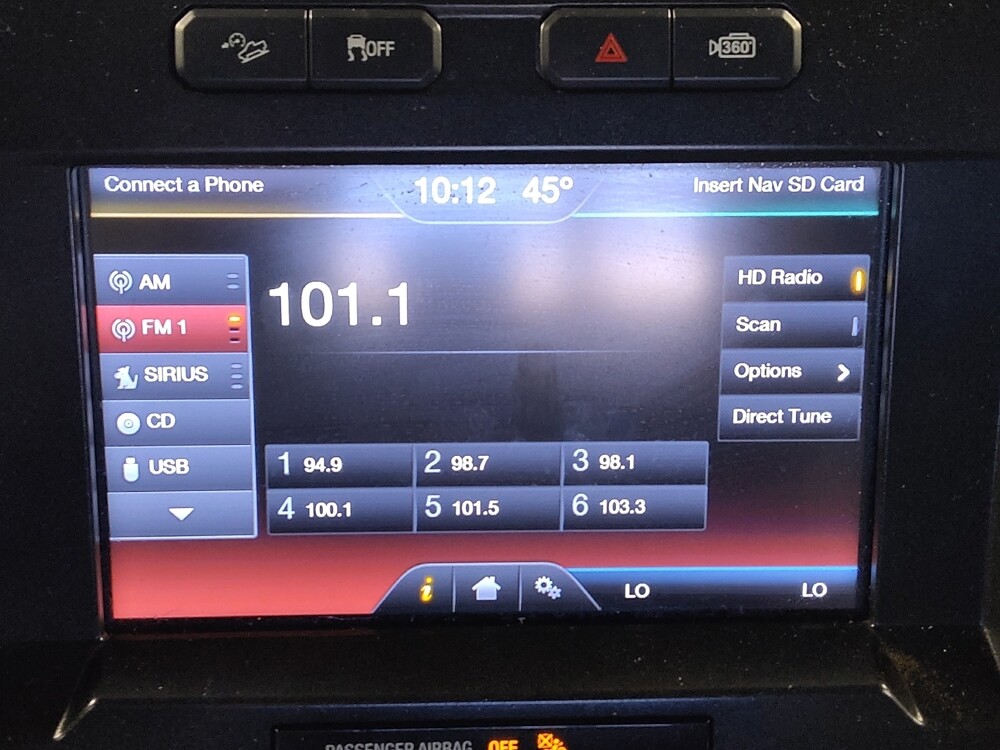 OFF
360°
Connect a Phone
10:12 45°
Insert Nav SD Card
AM
FM 1
SIRIUS
CD
USB
101.1
HD Radio
Scan
Options
Direct Tune
1 94.9 2 98.7 3 98.1
4 100.1 5 101.5 6 103.3
i
LO LO
PASSENGER AIRBAG OFF